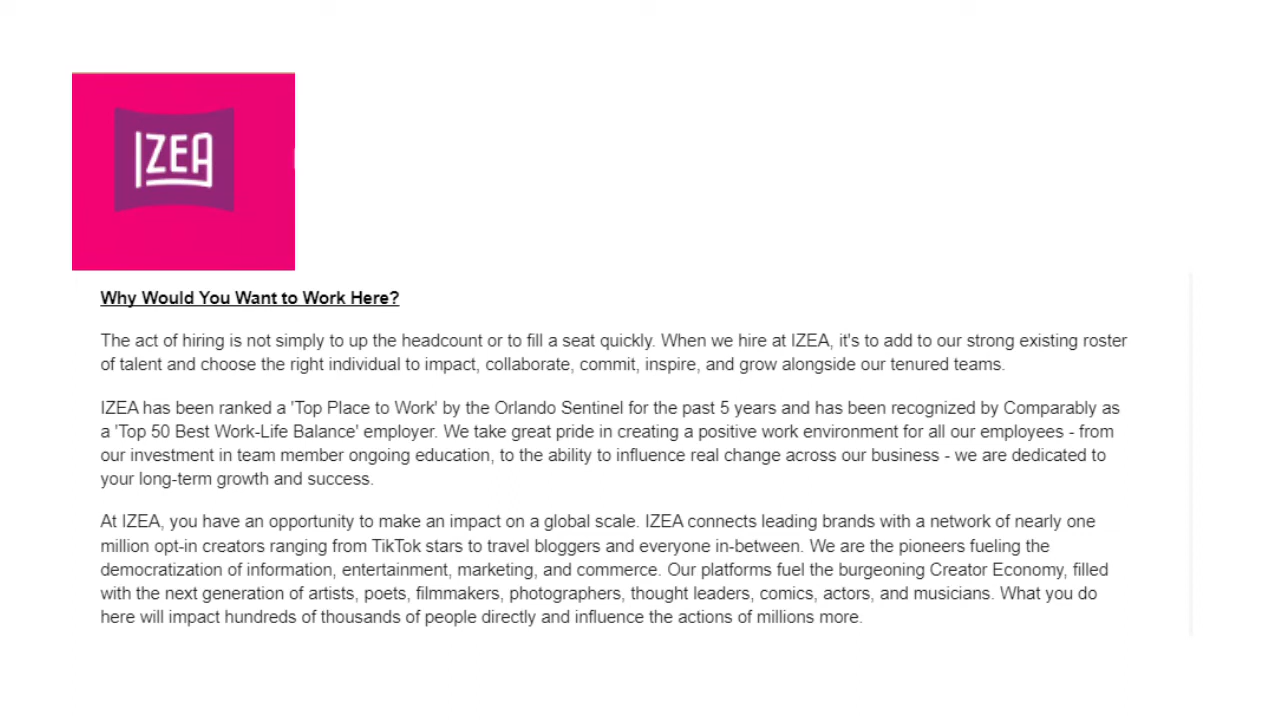 IZEA
Why Would You Want to Work Here?
The act of hiring is not simply to up the headcount or to fill a seat quickly. When we hire at IZEA, it's to add to our strong existing roster
of talent and choose the right individual to impact, collaborate, commit, inspire, and grow alongside our tenured teams.
IZEA has been ranked a 'Top Place to Work' by the Orlando Sentinel for the past 5 years and has been recognized by Comparably as
a 'Top 50 Best Work-Life Balance' employer. We take great pride in creating a positive work environment for all our employees - from
our investment in team member ongoing education, to the ability to influence real change across our business - we are dedicated to
your long-term growth and success.
At IZEA, you have an opportunity to make an impact on a global scale. IZEA connects leading brands with a network of nearly one
million opt-in creators ranging from TikTok stars to travel bloggers and everyone in-between. We are the pioneers fueling the
democratization of information, entertainment, marketing, and commerce. Our platforms fuel the burgeoning Creator Economy, filled
with the next generation of artists, poets, filmmakers, photographers, thought leaders, comics, actors, and musicians. What you do
here will impact hundreds of thousands of people directly and influence the actions of millions more.